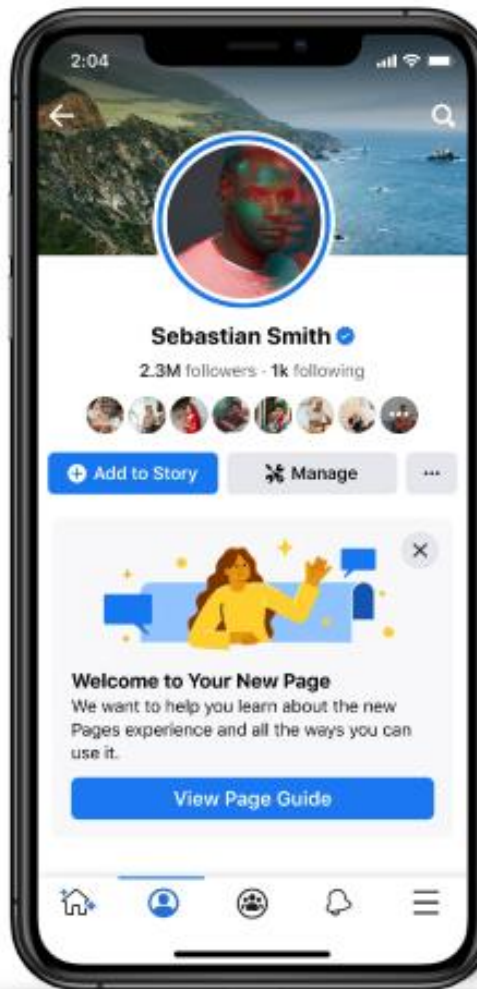 2:04
Sebastian Smith
2.3M followers · 1k following
Add to Story
Manage
Welcome to Your New Page
We want to help you learn about the new
Pages experience and all the ways you can
use it.
View Page Guide